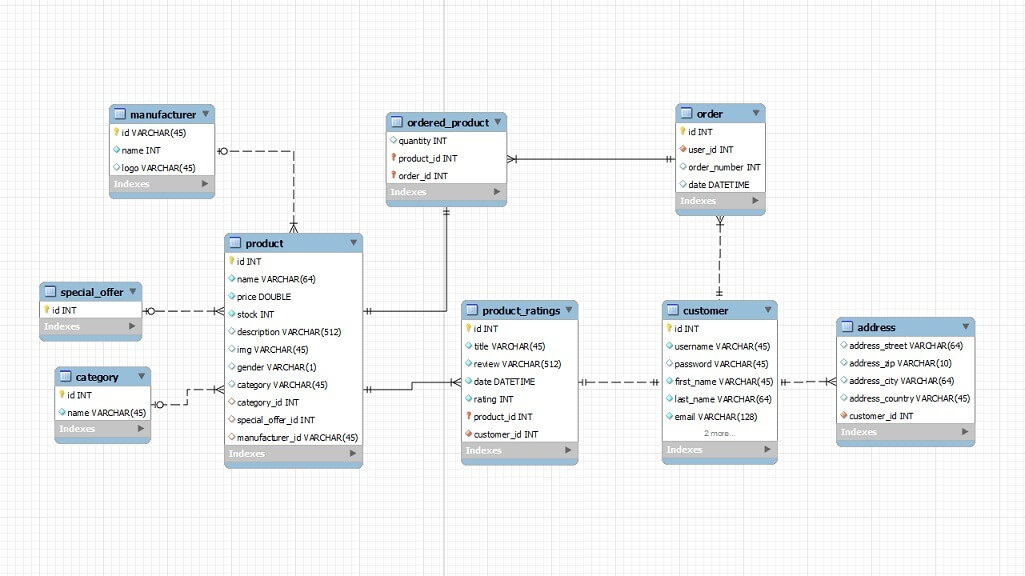 manufacturer
id VARCHAR(45)
name INT
logo VARCHAR(45)
Indexes
ordered_product
quantity INT
product_id INT
order_id INT
Indexes
order
id INT
user_id INT
order_number INT
date DATETIME
Indexes
product
id INT
name VARCHAR(64)
price DOUBLE
stock INT
description VARCHAR(512)
img VARCHAR(45)
gender VARCHAR(1)
category VARCHAR(45)
category_id INT
special_offer_id INT
manufacturer_id VARCHAR(45)
Indexes
special_offer
id INT
Indexes
category
id INT
name VARCHAR(45)
Indexes
product_ratings
id INT
title VARCHAR(45)
review VARCHAR(512)
date DATETIME
rating INT
product_id INT
customer_id INT
Indexes
customer
id INT
username VARCHAR(45)
password VARCHAR(45)
first_name VARCHAR(45)
last_name VARCHAR(64)
email VARCHAR(128)
2 more...
Indexes
address
address_street VARCHAR(64)
address_zip VARCHAR(10)
address_city VARCHAR(64)
address_country VARCHAR(45)
customer_id INT
Indexes